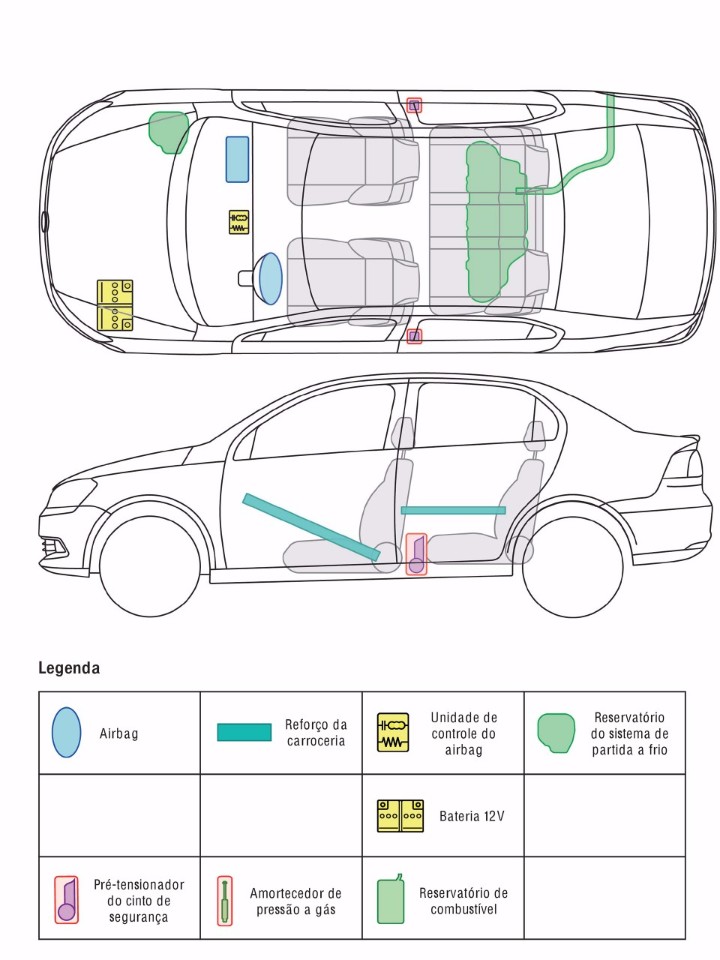 Legenda
Airbag
Reforço da
carroceria
Unidade de
controle do
airbag
Reservatório
do sistema de
partida a frio
Bateria 12V
Pré-tensionador
do cinto de
segurança
Amortecedor de
pressão a gás
Reservatório de
combustível